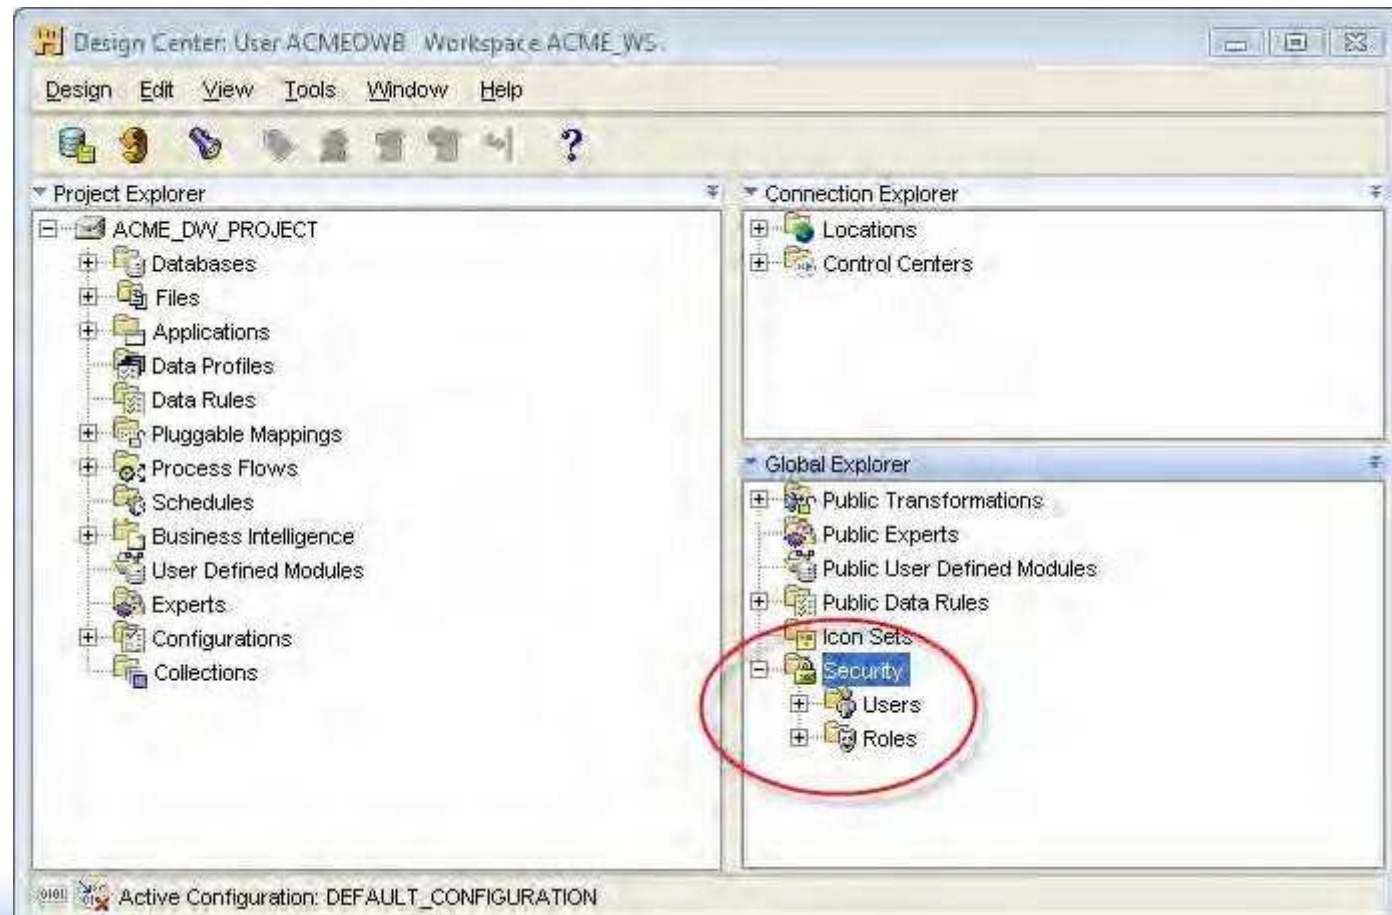 Design Center: User ACMEOWB Workspace ACME_WS
Design Edit View Tools Window Help
Project Explorer
ACME_DW_PROJECT
Databases
Files
Applications
Data Profiles
Data Rules
Pluggable Mappings
Process Flows
Schedules
Business Intelligence
User Defined Modules
Experts
Configurations
Collections
Connection Explorer
Locations
Control Centers
Global Explorer
Public Transformations
Public Experts
Public User Defined Modules
Public Data Rules
Icon Sets
Security
Users
Roles
Active Configuration: DEFAULT_CONFIGURATION